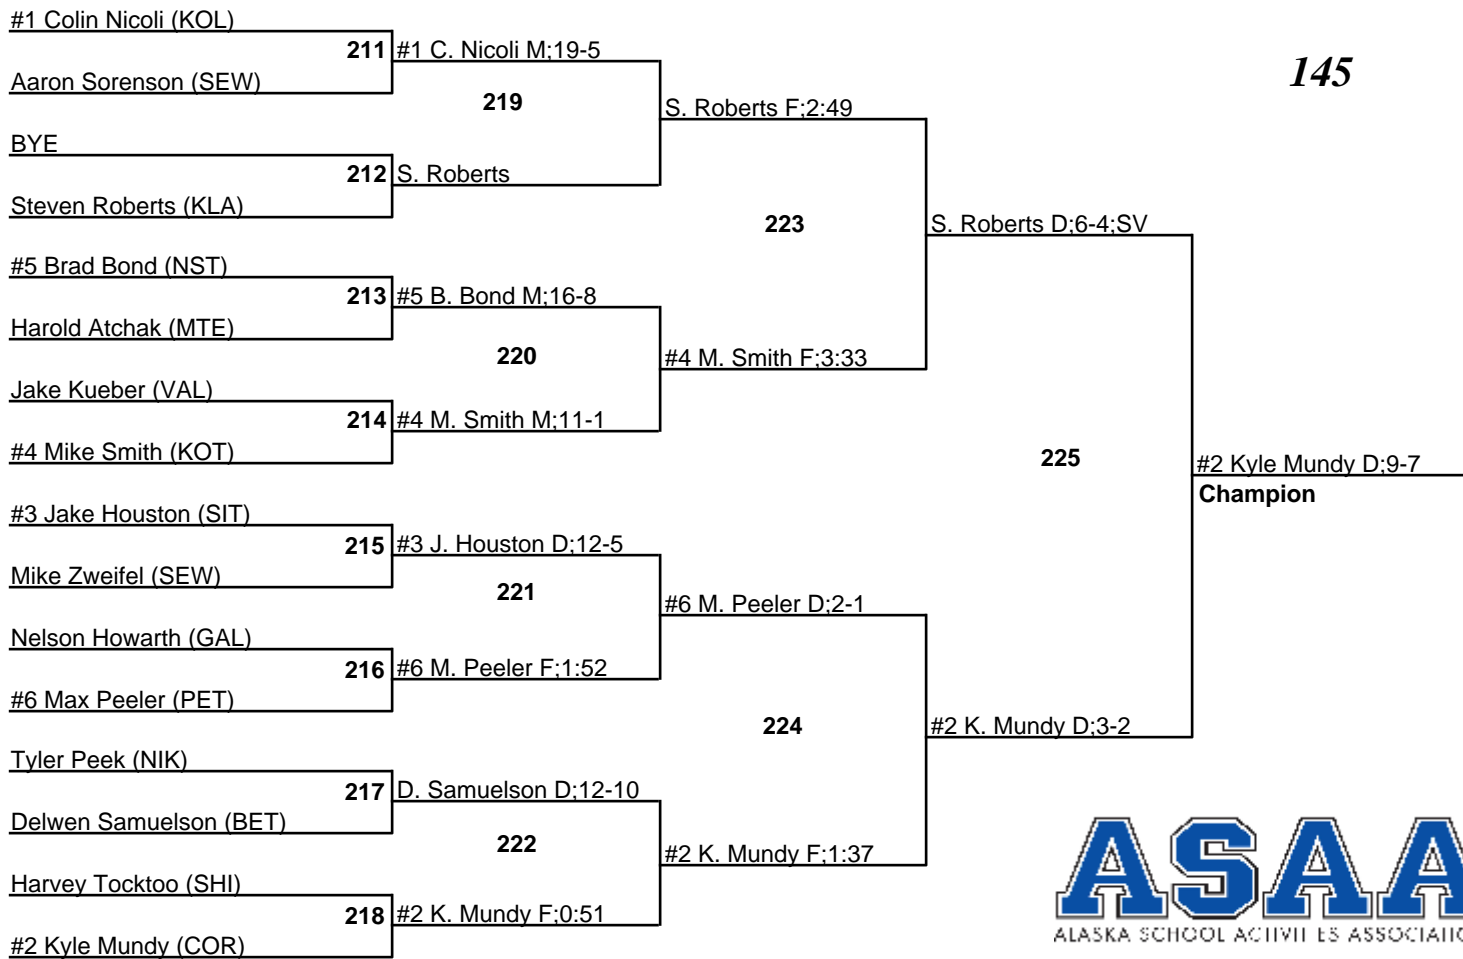 #1 Colin Nicoli (KOL)
211 #1 C. Nicoli M;19-5
145
Aaron Sorenson (SEW)
219
S. Roberts F;2:49
BYE
212 S. Roberts
Steven Roberts (KLA)
223
S. Roberts D;6-4;SV
#5 Brad Bond (NST)
213 #5 B. Bond M;16-8
Harold Atchak (MTE)
220
#4 M. Smith F;3:33
Jake Kueber (VAL)
214 #4 M. Smith M;11-1
#4 Mike Smith (KOT)
225
#2 Kyle Mundy D;9-7
Champion
#3 Jake Houston (SIT)
215 #3 J. Houston D;12-5
Mike Zweifel (SEW)
221
#6 M. Peeler D;2-1
Nelson Howarth (GAL)
216 #6 M. Peeler F;1:52
#6 Max Peeler (PET)
224
#2 K. Mundy D;3-2
Tyler Peek (NIK)
217 D. Samuelson D;12-10
Delwen Samuelson (BET)
222
#2 K. Mundy F;1:37
Harvey Tocktoo (SHI)
218 #2 K. Mundy F;0:51
#2 Kyle Mundy (COR)
ASAA
ALASKA SCHOOL ACTIVITIES ASSOCIATIO